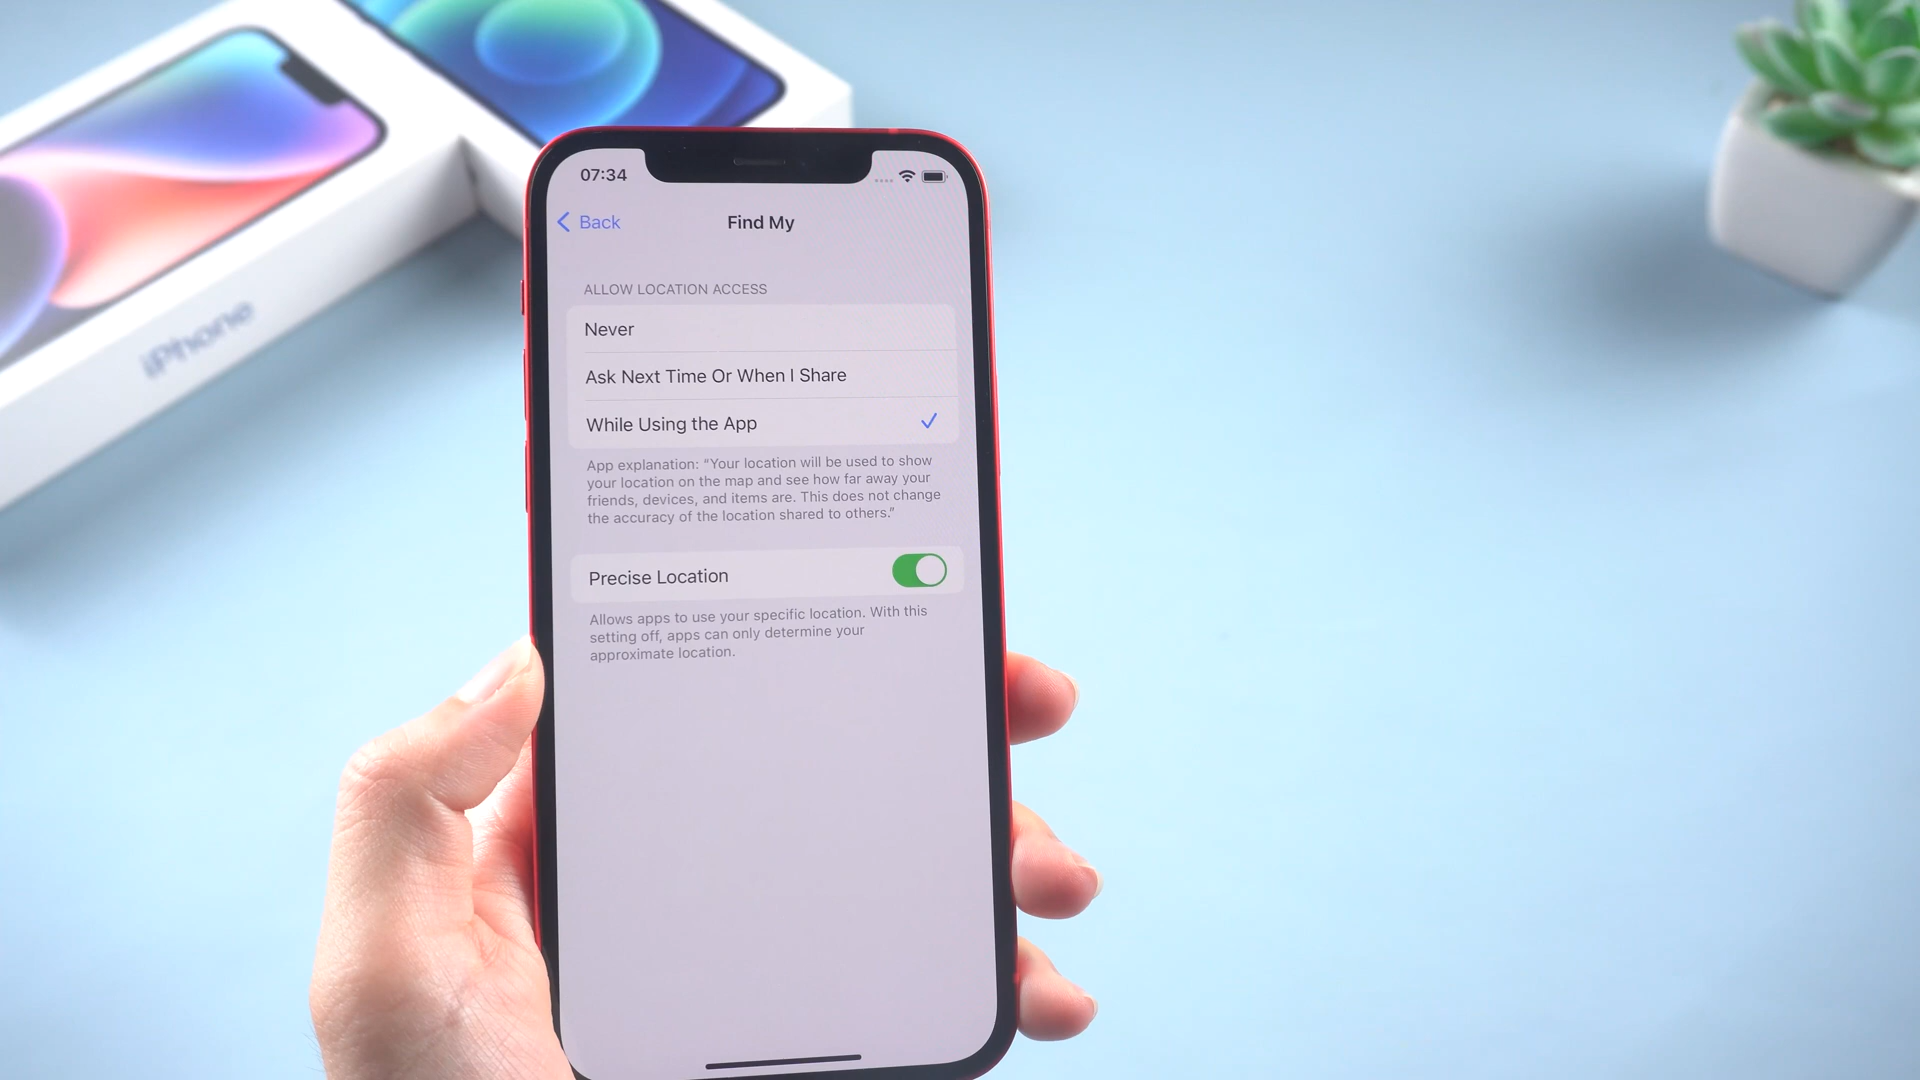 07:34
Back
Find My
ALLOW LOCATION ACCESS
Never
Ask Next Time Or When I Share
While Using the App
App explanation: “Your location will be used to show
your location on the map and see how far away your
friends, devices, and items are. This does not change
the accuracy of the location shared to others.”
Precise Location
Allows apps to use your specific location. With this
setting off, apps can only determine your
approximate location.
iPhone